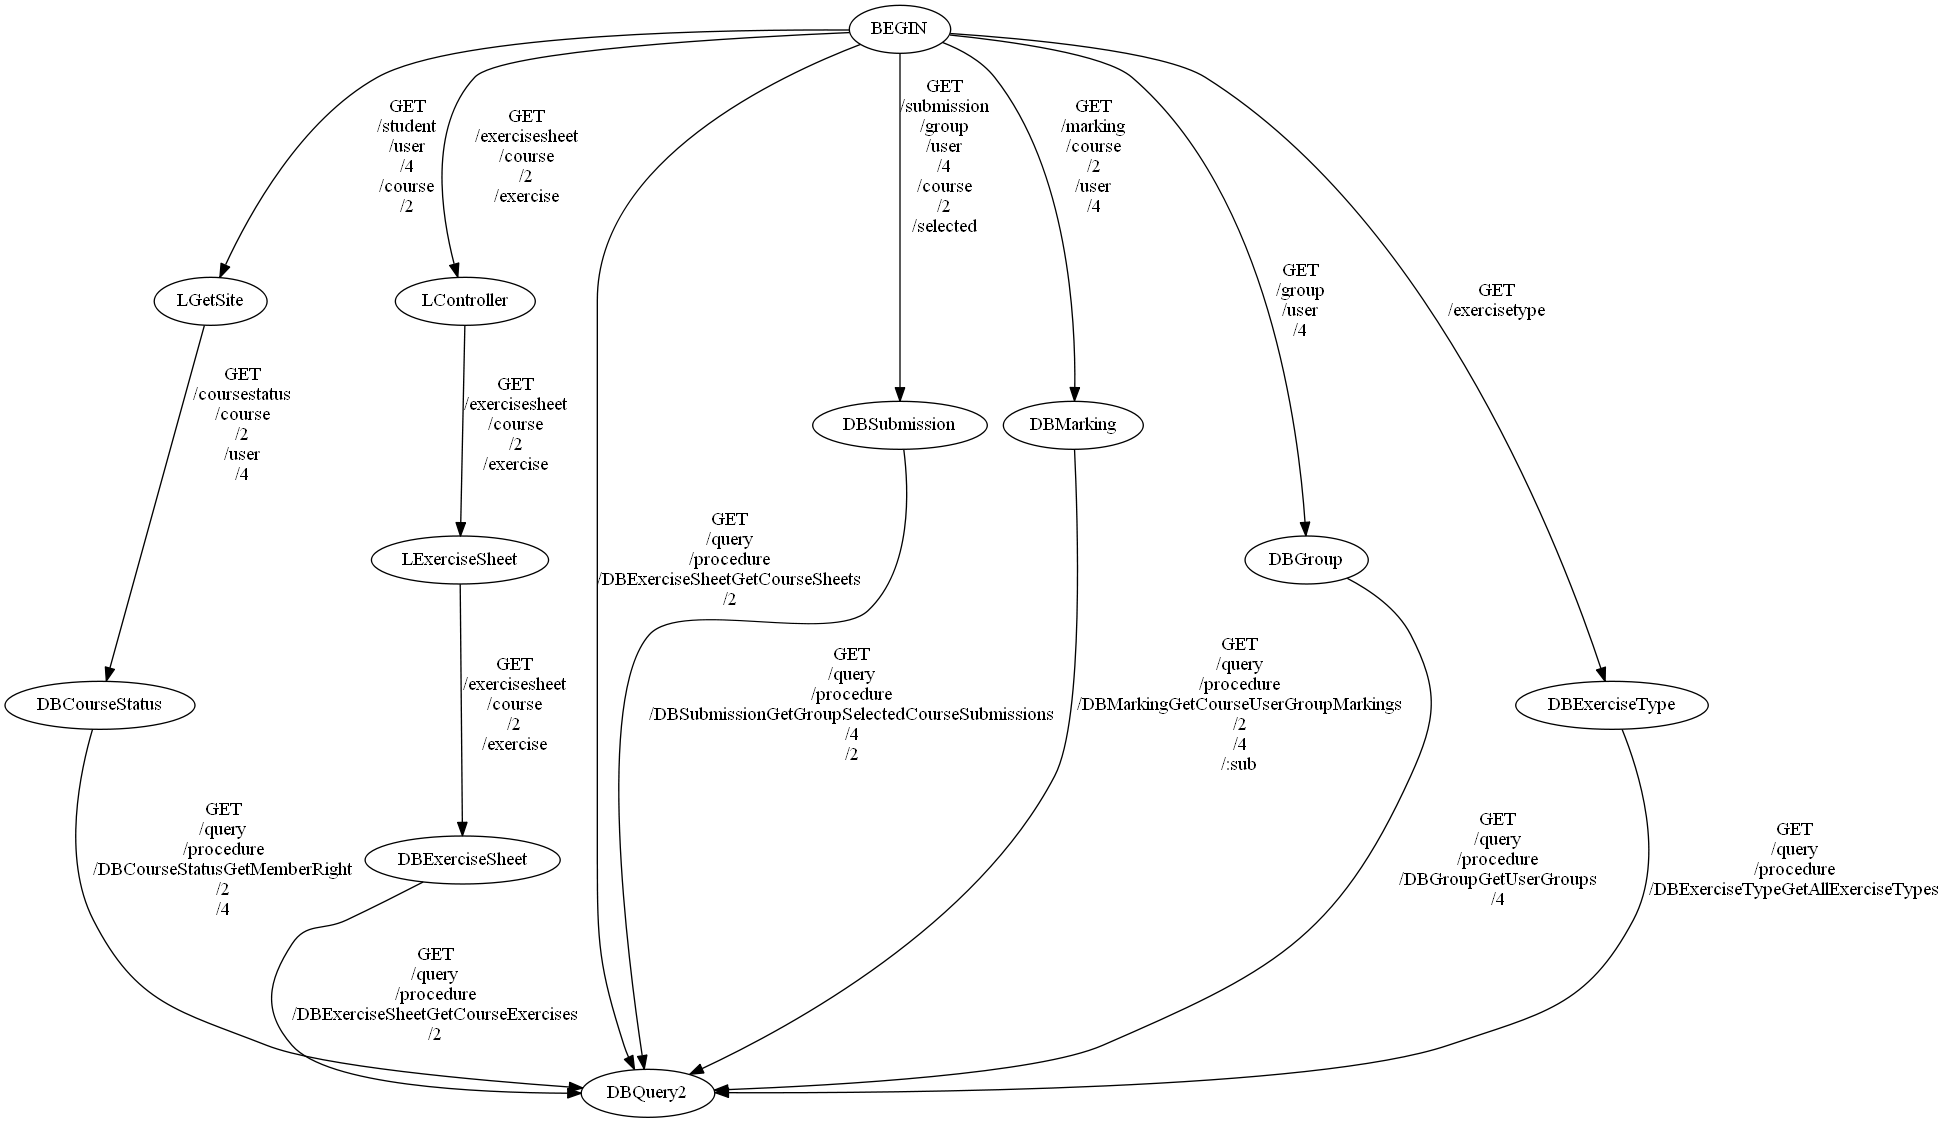 BEGIN
GET
/student
/user
/4
/course
/2
GET
/exercisesheet
/course
/2
/exercise
GET
/submission
/group
/user
/4
/course
/2
/selected
GET
/marking
/course
/2
/user
/4
GET
/group
/user
/4
GET
/exercisetype
LGetSite
LController
GET
/coursestatus
/course
/2
/user
/4
GET
/exercisesheet
/course
/2
/exercise
DBSubmission
DBMarking
LExerciseSheet
GET
/query
/procedure
/DBExerciseSheetGetCourseSheets
/2
DBGroup
DBCourseStatus
GET
/exercisesheet
/course
/2
/exercise
GET
/query
/procedure
/DBSubmissionGetGroupSelectedCourseSubmissions
/4
/2
GET
/query
/procedure
/DBMarkingGetCourseUserGroupMarkings
/2
/4
/:sub
DBExerciseType
GET
/query
/procedure
/DBCourseStatusGetMemberRight
/2
/4
DBExerciseSheet
GET
/query
/procedure
/DBGroupGetUserGroups
/4
GET
/query
/procedure
/DBExerciseTypeGetAllExerciseTypes
GET
/query
/procedure
/DBExerciseSheetGetCourseExercises
/2
DBQuery2